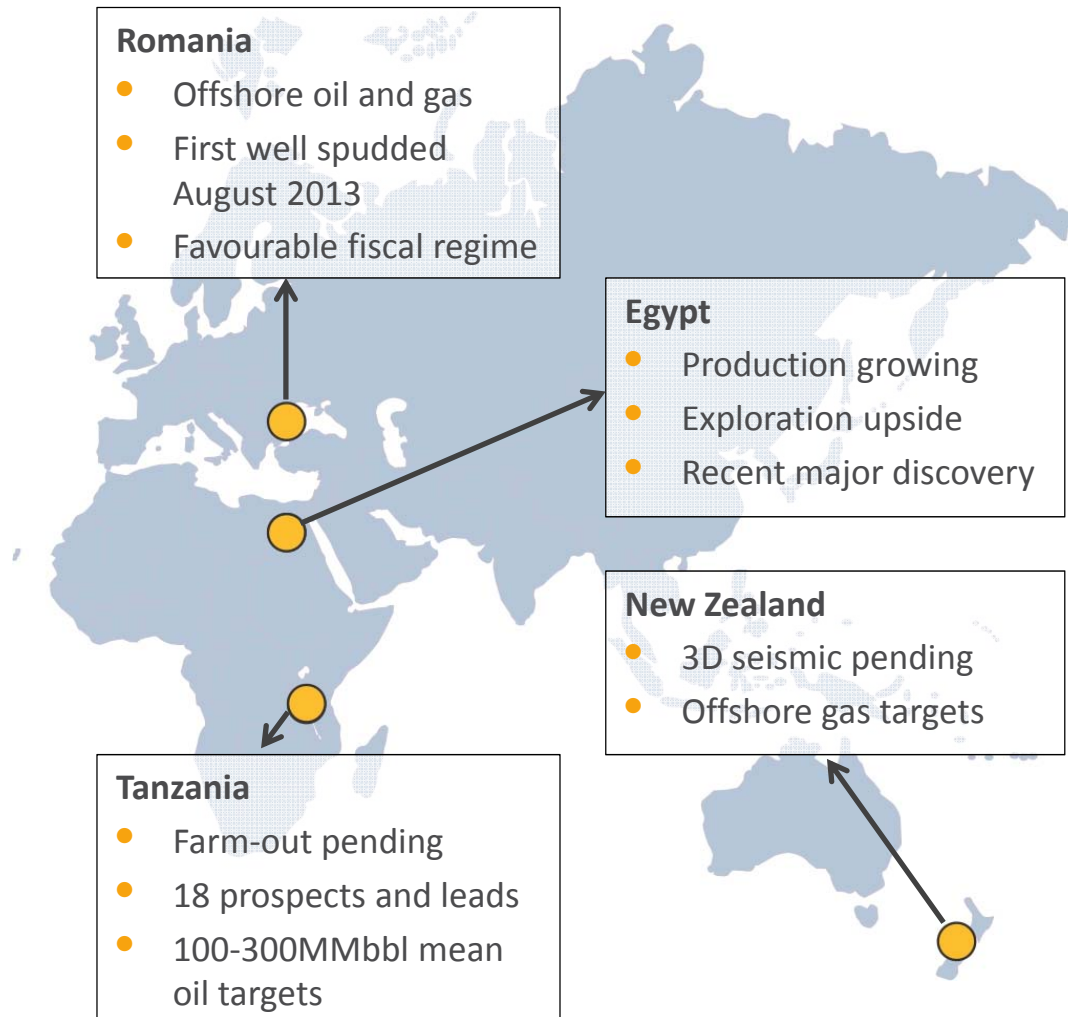 Romania
• Offshore oil and gas
• First well spudded
August 2013
• Favourable fiscal regime
Egypt
• Production growing
• Exploration upside
• Recent major discovery
New Zealand
• 3D seismic pending
• Offshore gas targets
Tanzania
• Farm-out pending
• 18 prospects and leads
• 100-300MMbbl mean
oil targets